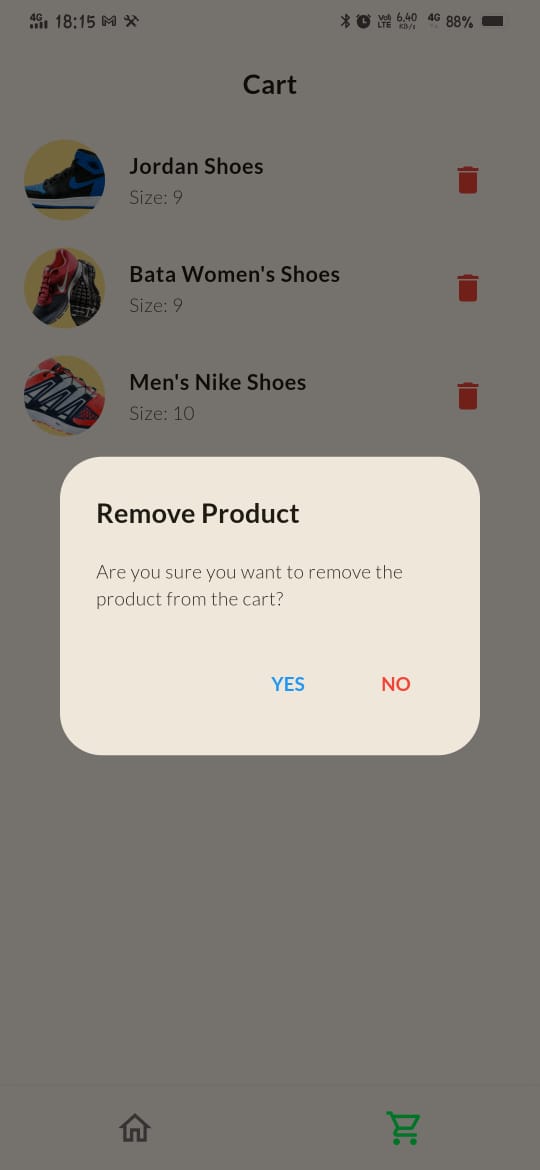 4G 18:15 Vo) LTE 6.40 KB/s 4G 88%
Cart
Jordan Shoes
Size: 9
Bata Women's Shoes
Size: 9
Men's Nike Shoes
Size: 10
Remove Product
Are you sure you want to remove the
product from the cart?
YES NO